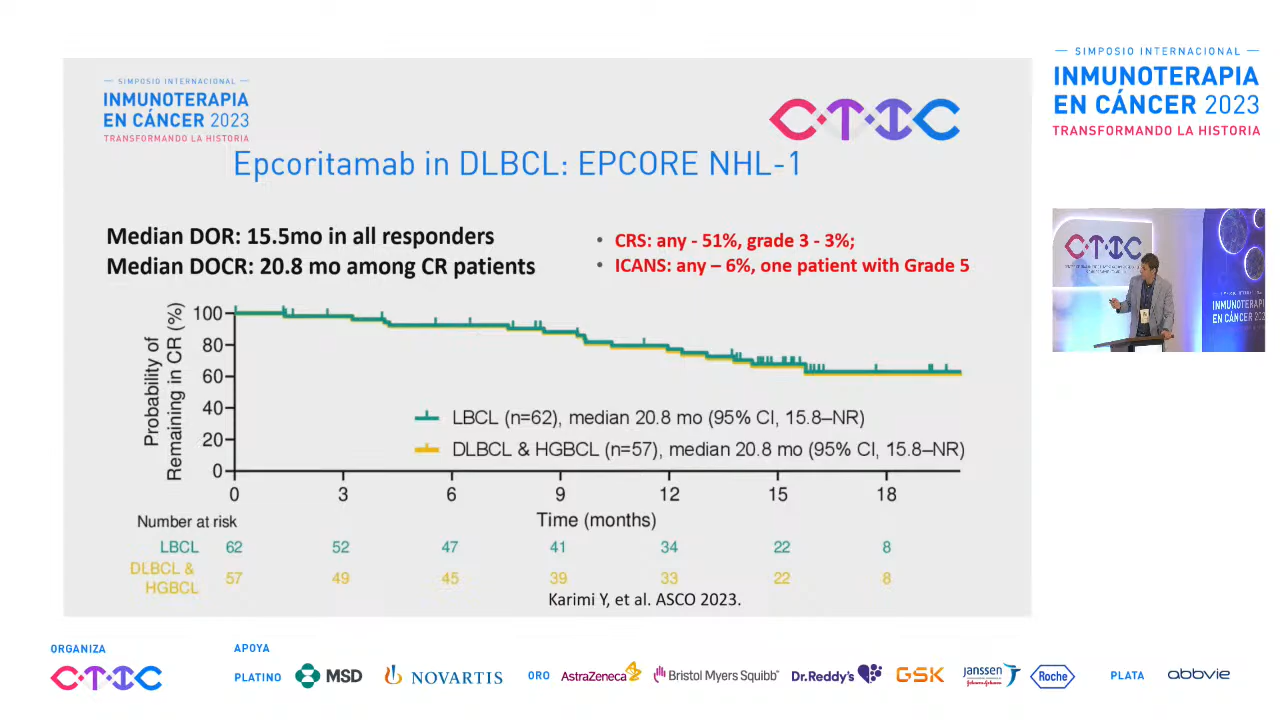 — SIMPOSIO INTERNACIONAL —
INMUNOTERAPIA
EN CÁNCER 2023
TRANSFORMANDO LA HISTORIA
CTIC
Epcoritamab in DLBCL: EPCORE NHL-1
Median DOR: 15.5mo in all responders
Median DOCR: 20.8 mo among CR patients
• CRS: any - 51%, grade 3 - 3%;
• ICANS: any – 6%, one patient with Grade 5
Probability of
Remaining in CR (%)
100
80
60
40
20
0
LBCL (n=62), median 20.8 mo (95% CI, 15.8–NR)
DLBCL & HGBCL (n=57), median 20.8 mo (95% CI, 15.8–NR)
0 3 6 9 12 15 18
Time (months)
Number at risk
LBCL 62 52 47 41 34 22 8
DLBCL &
HGBCL 57 49 45 39 33 22 8
Karimi Y, et al. ASCO 2023.
— SIMPOSIO INTERNACIONAL —
INMUNOTERAPIA
EN CÁNCER 2023
TRANSFORMANDO LA HISTORIA
CTIC
INMUNOTERAPIA
EN CÁNCER 202
ORGANIZA
CTIC
APOYA
PLATINO MSD NOVARTIS ORO AstraZeneca Bristol Myers Squibb Dr.Reddy's GSK Janssen Johnson&Johnson Roche PLATA abbvie